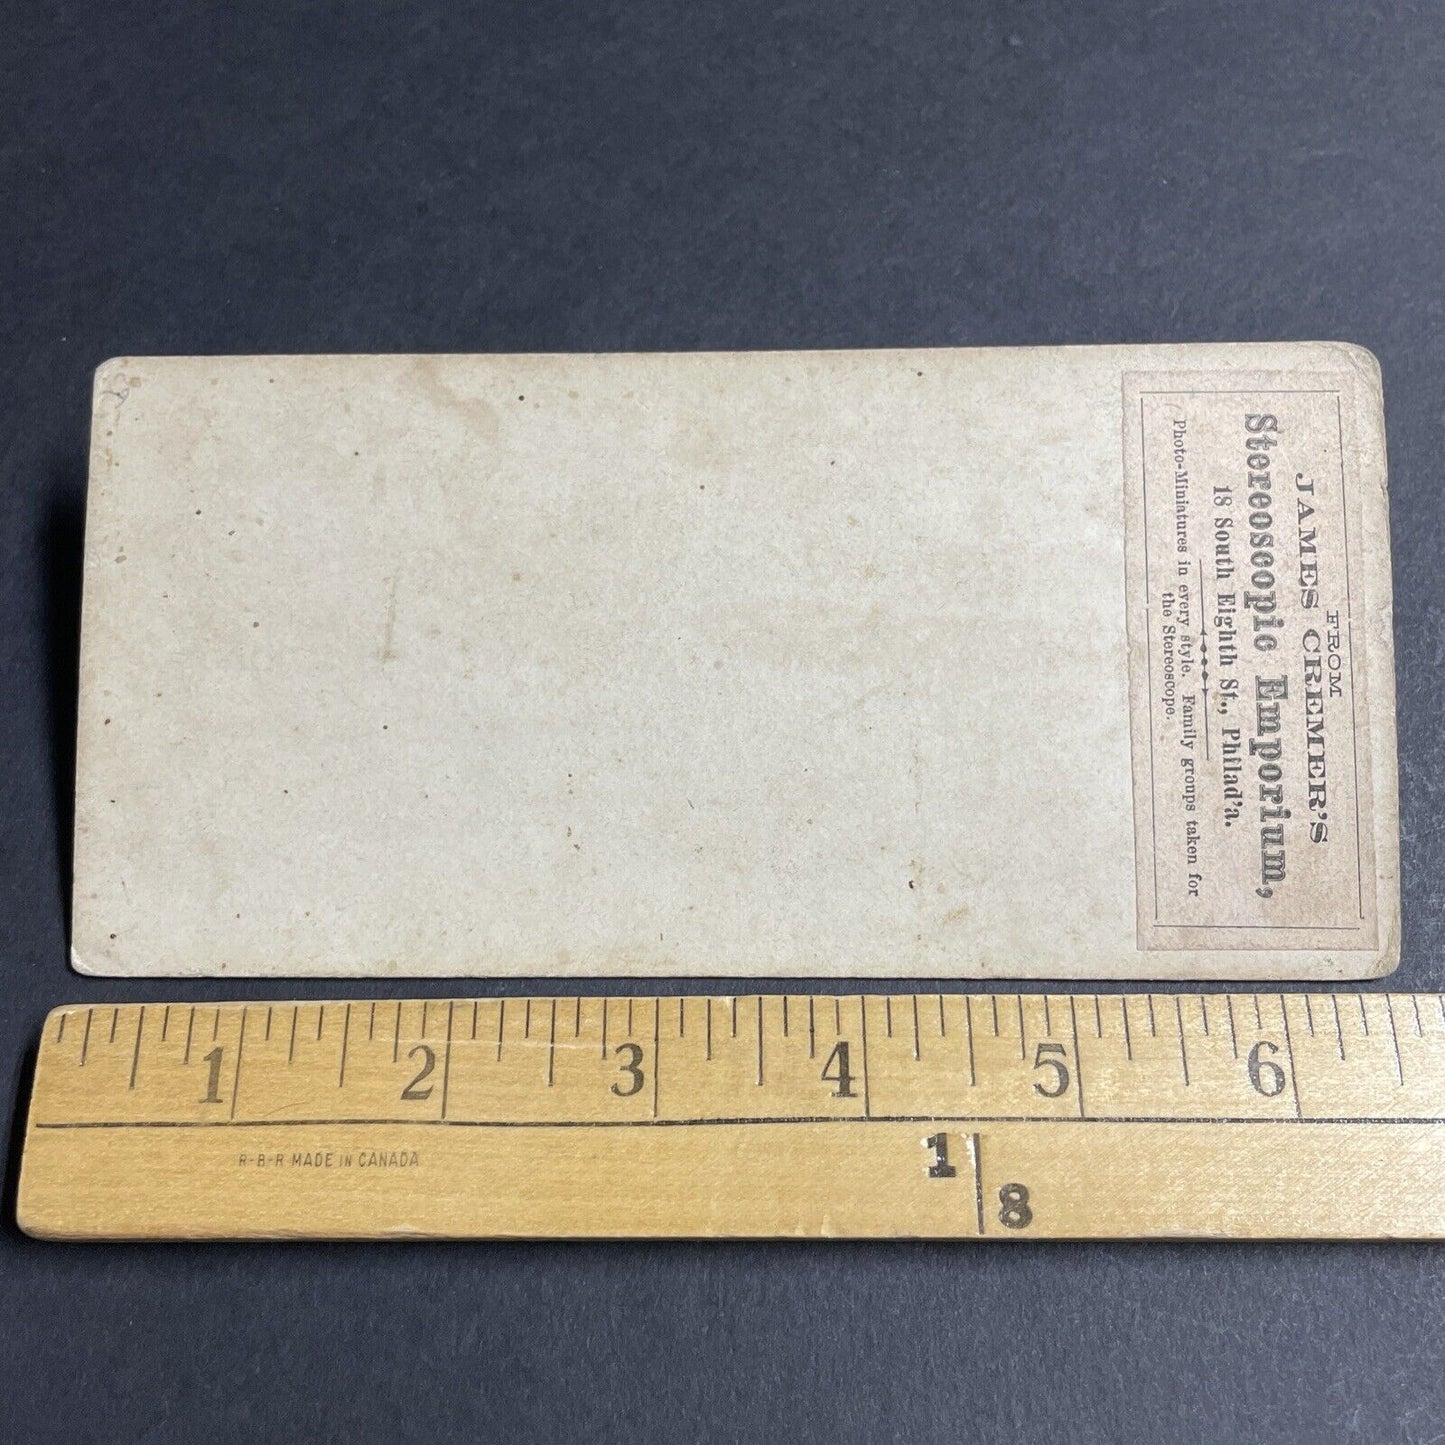 FROM
JAMES CREMER'S
Stereoscopic Emporium,
18 South Eighth St., Philad'a.
Photo-Miniatures in every style. Family groups taken for
the Stereoscope.
1 2 3 4 5 6
R-B-R MADE IN CANADA
1
8